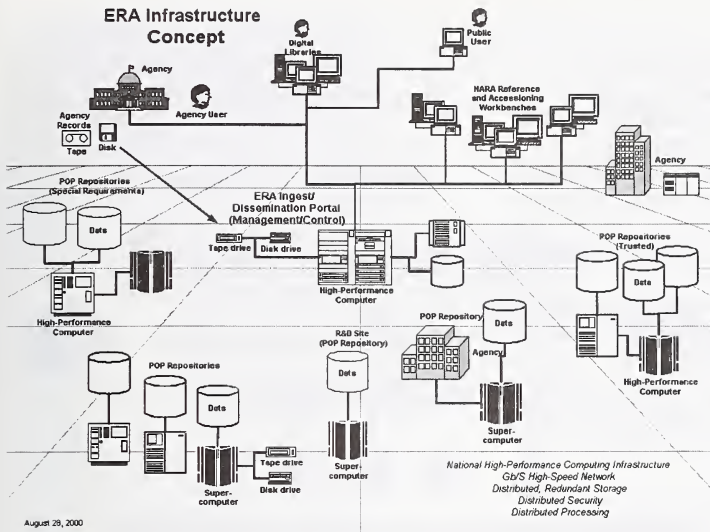 ERA Infrastructure
Concept
Agency
Agency User
Digital
Libraries
Public
User
NARA Reference
and Accessioning
Workbenches
Agency
Records
Tape
Disk
Agency
POP Repositories
(Special Requirements)
Data
High-Performance
Computer
ERA Ingest/
Dissemination Portal
(Management/Control)
Tape drive
Disk drive
High-Performance
Computer
POP Repositories
(Trusted)
Data
High-Performance
Computer
POP Repository
Agency
Data
Super-
computer
R&D Site
(POP Repository)
Data
Super-
computer
POP Repositories
Data
Super-
computer
Tape drive
Disk drive
National High-Performance Computing Infrastructure
Gb/S High-Speed Network
Distributed, Redundant Storage
Distributed Security
Distributed Processing
August 28, 2000